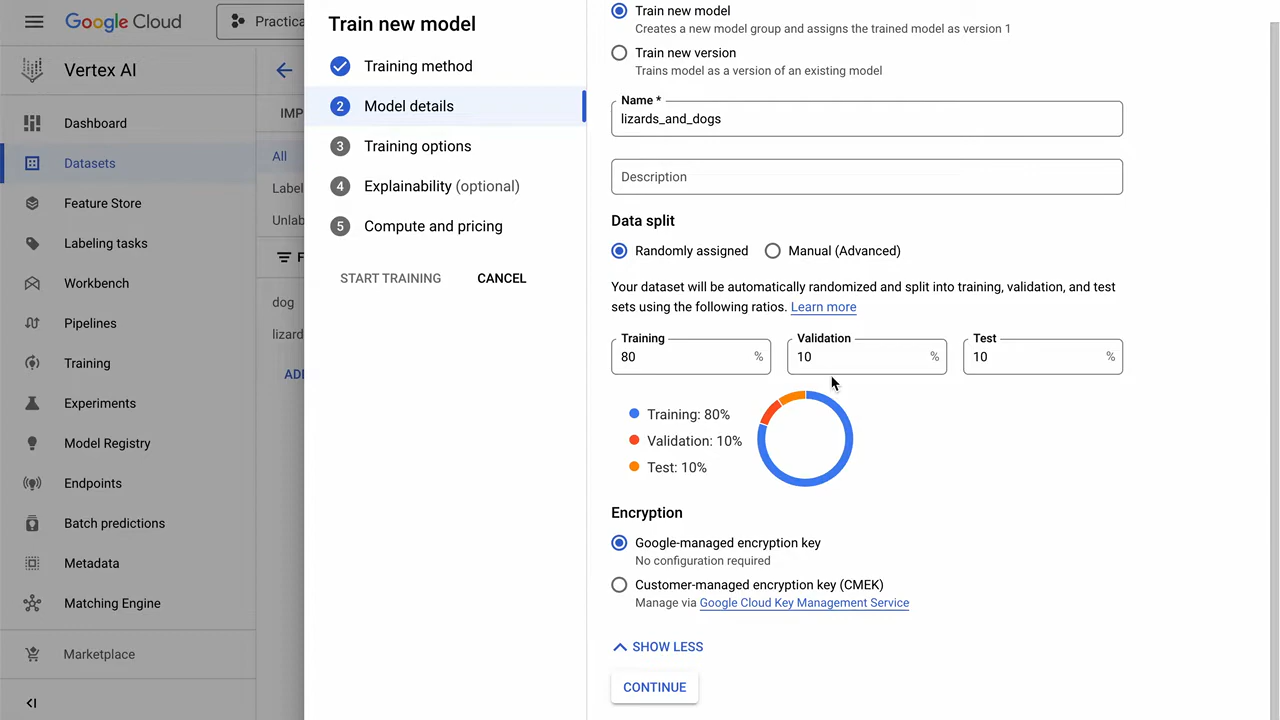 Google Cloud
Practica
Vertex AI
Dashboard
Datasets
Feature Store
Labeling tasks
Workbench
Pipelines
Training
Experiments
Model Registry
Endpoints
Batch predictions
Metadata
Matching Engine
Marketplace
IMP
All
Label
Unlab
F
dog
lizards
ADD
Train new model
Training method
2 Model details
3 Training options
4 Explainability (optional)
5 Compute and pricing
START TRAINING CANCEL
Train new model
Creates a new model group and assigns the trained model as version 1
Train new version
Trains model as a version of an existing model
Name *
lizards_and_dogs
Description
Data split
Randomly assigned Manual (Advanced)
Your dataset will be automatically randomized and split into training, validation, and test
sets using the following ratios. Learn more
Training Validation Test
80 % 10 % 10 %
Training: 80%
Validation: 10%
Test: 10%
Encryption
Google-managed encryption key
No configuration required
Customer-managed encryption key (CMEK)
Manage via Google Cloud Key Management Service
SHOW LESS
CONTINUE